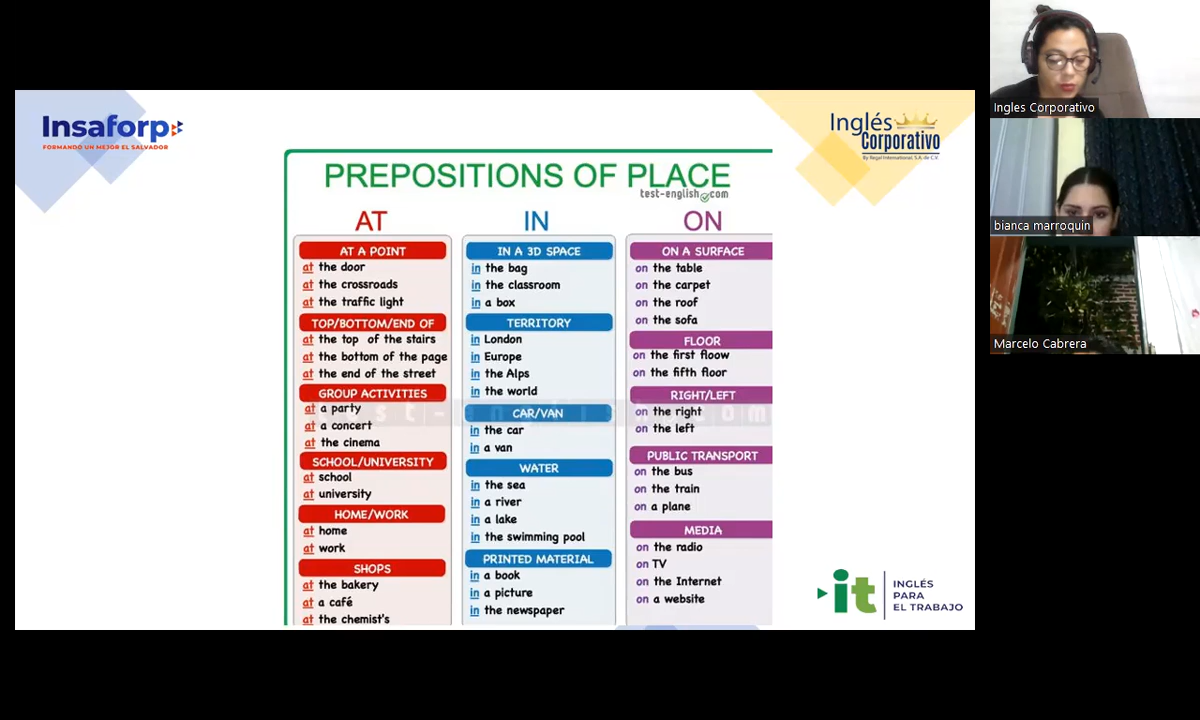 Insaforp
FORMANDO UN MEJOR EL SALVADOR
Inglés
Corporativo
By Regal International, S.A. de C.V.
PREPOSITIONS OF PLACE
test-english.com
AT
AT A POINT
at the door
at the crossroads
at the traffic light
TOP/BOTTOM/END OF
at the top of the stairs
at the bottom of the page
at the end of the street
GROUP ACTIVITIES
at a party
at a concert
at the cinema
SCHOOL/UNIVERSITY
at school
at university
HOME/WORK
at home
at work
SHOPS
at the bakery
at a café
at the chemist's
IN
IN A 3D SPACE
in the bag
in the classroom
in a box
TERRITORY
in London
in Europe
in the Alps
in the world
CAR/VAN
in the car
in a van
WATER
in the sea
in a river
in a lake
in the swimming pool
PRINTED MATERIAL
in a book
in a picture
in the newspaper
ON
ON A SURFACE
on the table
on the carpet
on the roof
on the sofa
FLOOR
on the first floow
on the fifth floor
RIGHT/LEFT
on the right
on the left
PUBLIC TRANSPORT
on the bus
on the train
on a plane
MEDIA
on the radio
on TV
on the Internet
on a website
it
INGLÉS
PARA
EL TRABAJO
Ingles Corporativo
bianca marroquin
Marcelo Cabrera